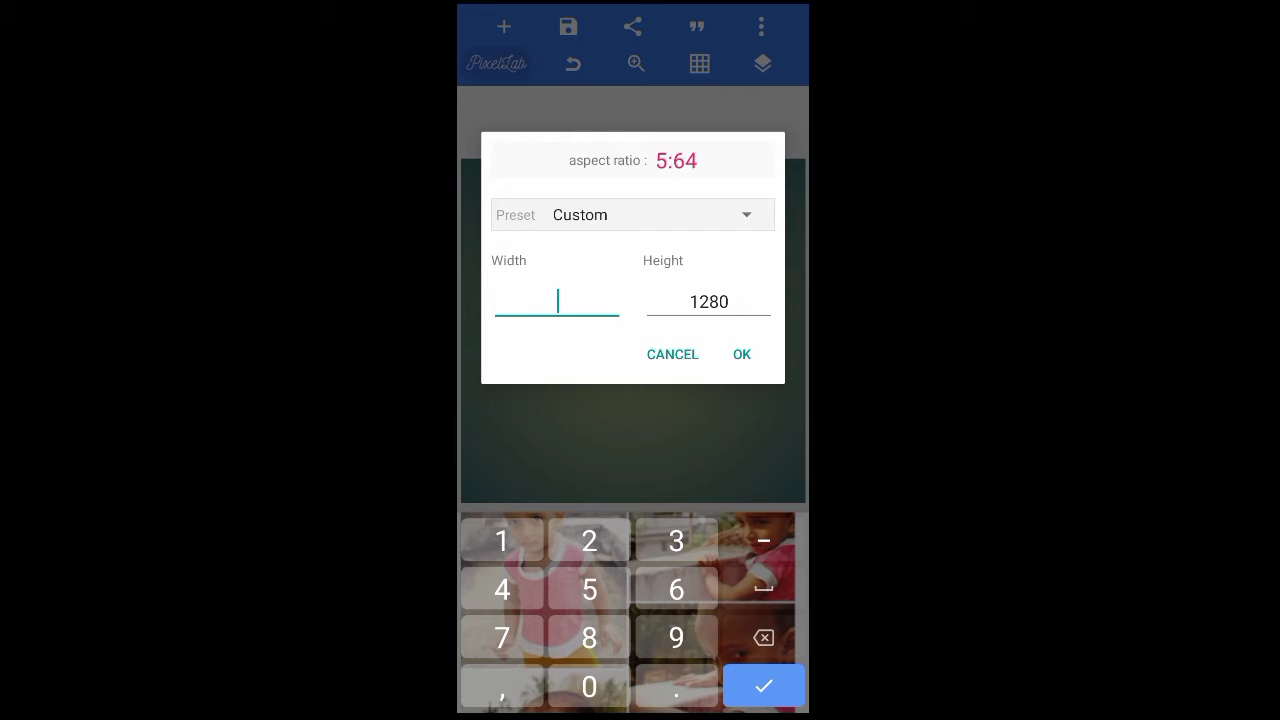 PixelLab
aspect ratio : 5:64
Preset Custom
Width Height
1280
CANCEL OK
1 2 3 -
4 5 6
7 8 9
, 0 .